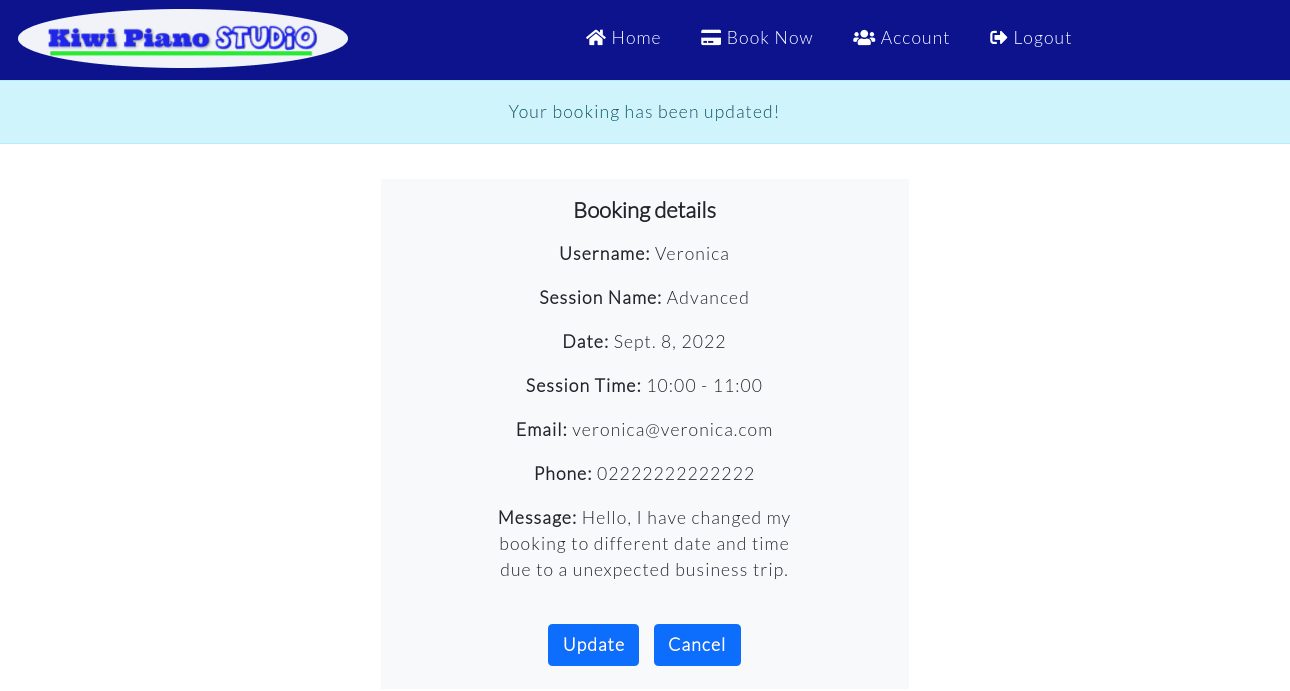 Kiwi Piano STUDiO
Home
Book Now
Account
Logout
Your booking has been updated!
Booking details
Username: Veronica
Session Name: Advanced
Date: Sept. 8, 2022
Session Time: 10:00 - 11:00
Email: veronica@veronica.com
Phone: 02222222222222
Message: Hello, I have changed my
booking to different date and time
due to a unexpected business trip.
Update
Cancel